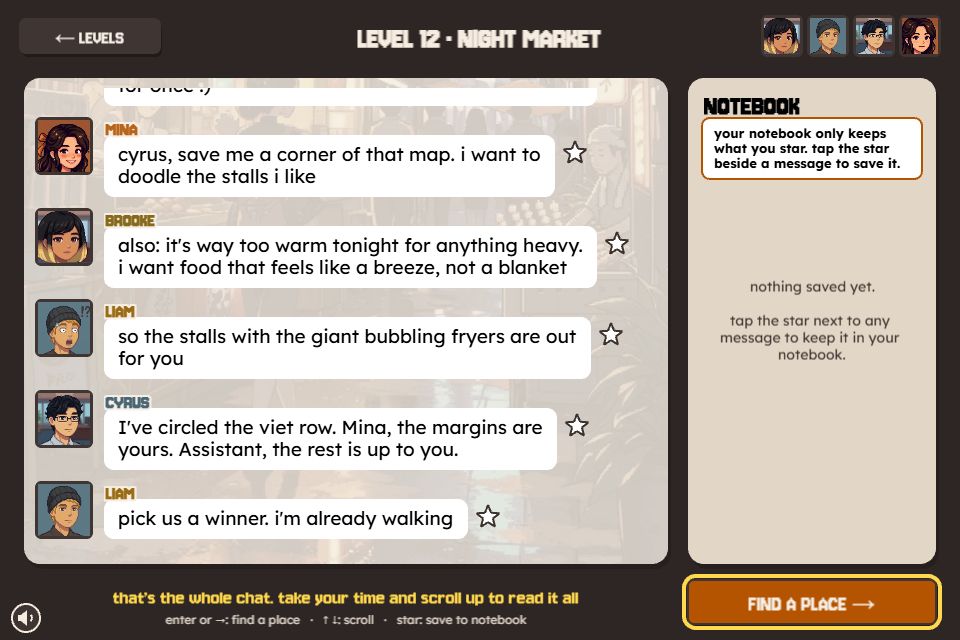 ← LEVELS
LEVEL 12 · NIGHT MARKET
for once :)
MINA
cyrus, save me a corner of that map. i want to
doodle the stalls i like
BROOKE
also: it's way too warm tonight for anything heavy.
i want food that feels like a breeze, not a blanket
LIAM
!?
so the stalls with the giant bubbling fryers are out
for you
CYRUS
I've circled the viet row. Mina, the margins are
yours. Assistant, the rest is up to you.
LIAM
pick us a winner. i'm already walking
NOTEBOOK
your notebook only keeps
what you star. tap the star
beside a message to save it.
nothing saved yet.
tap the star next to any
message to keep it in your
notebook.
that's the whole chat. take your time and scroll up to read it all
enter or →: find a place · ↑ ↓: scroll · star: save to notebook
FIND A PLACE →